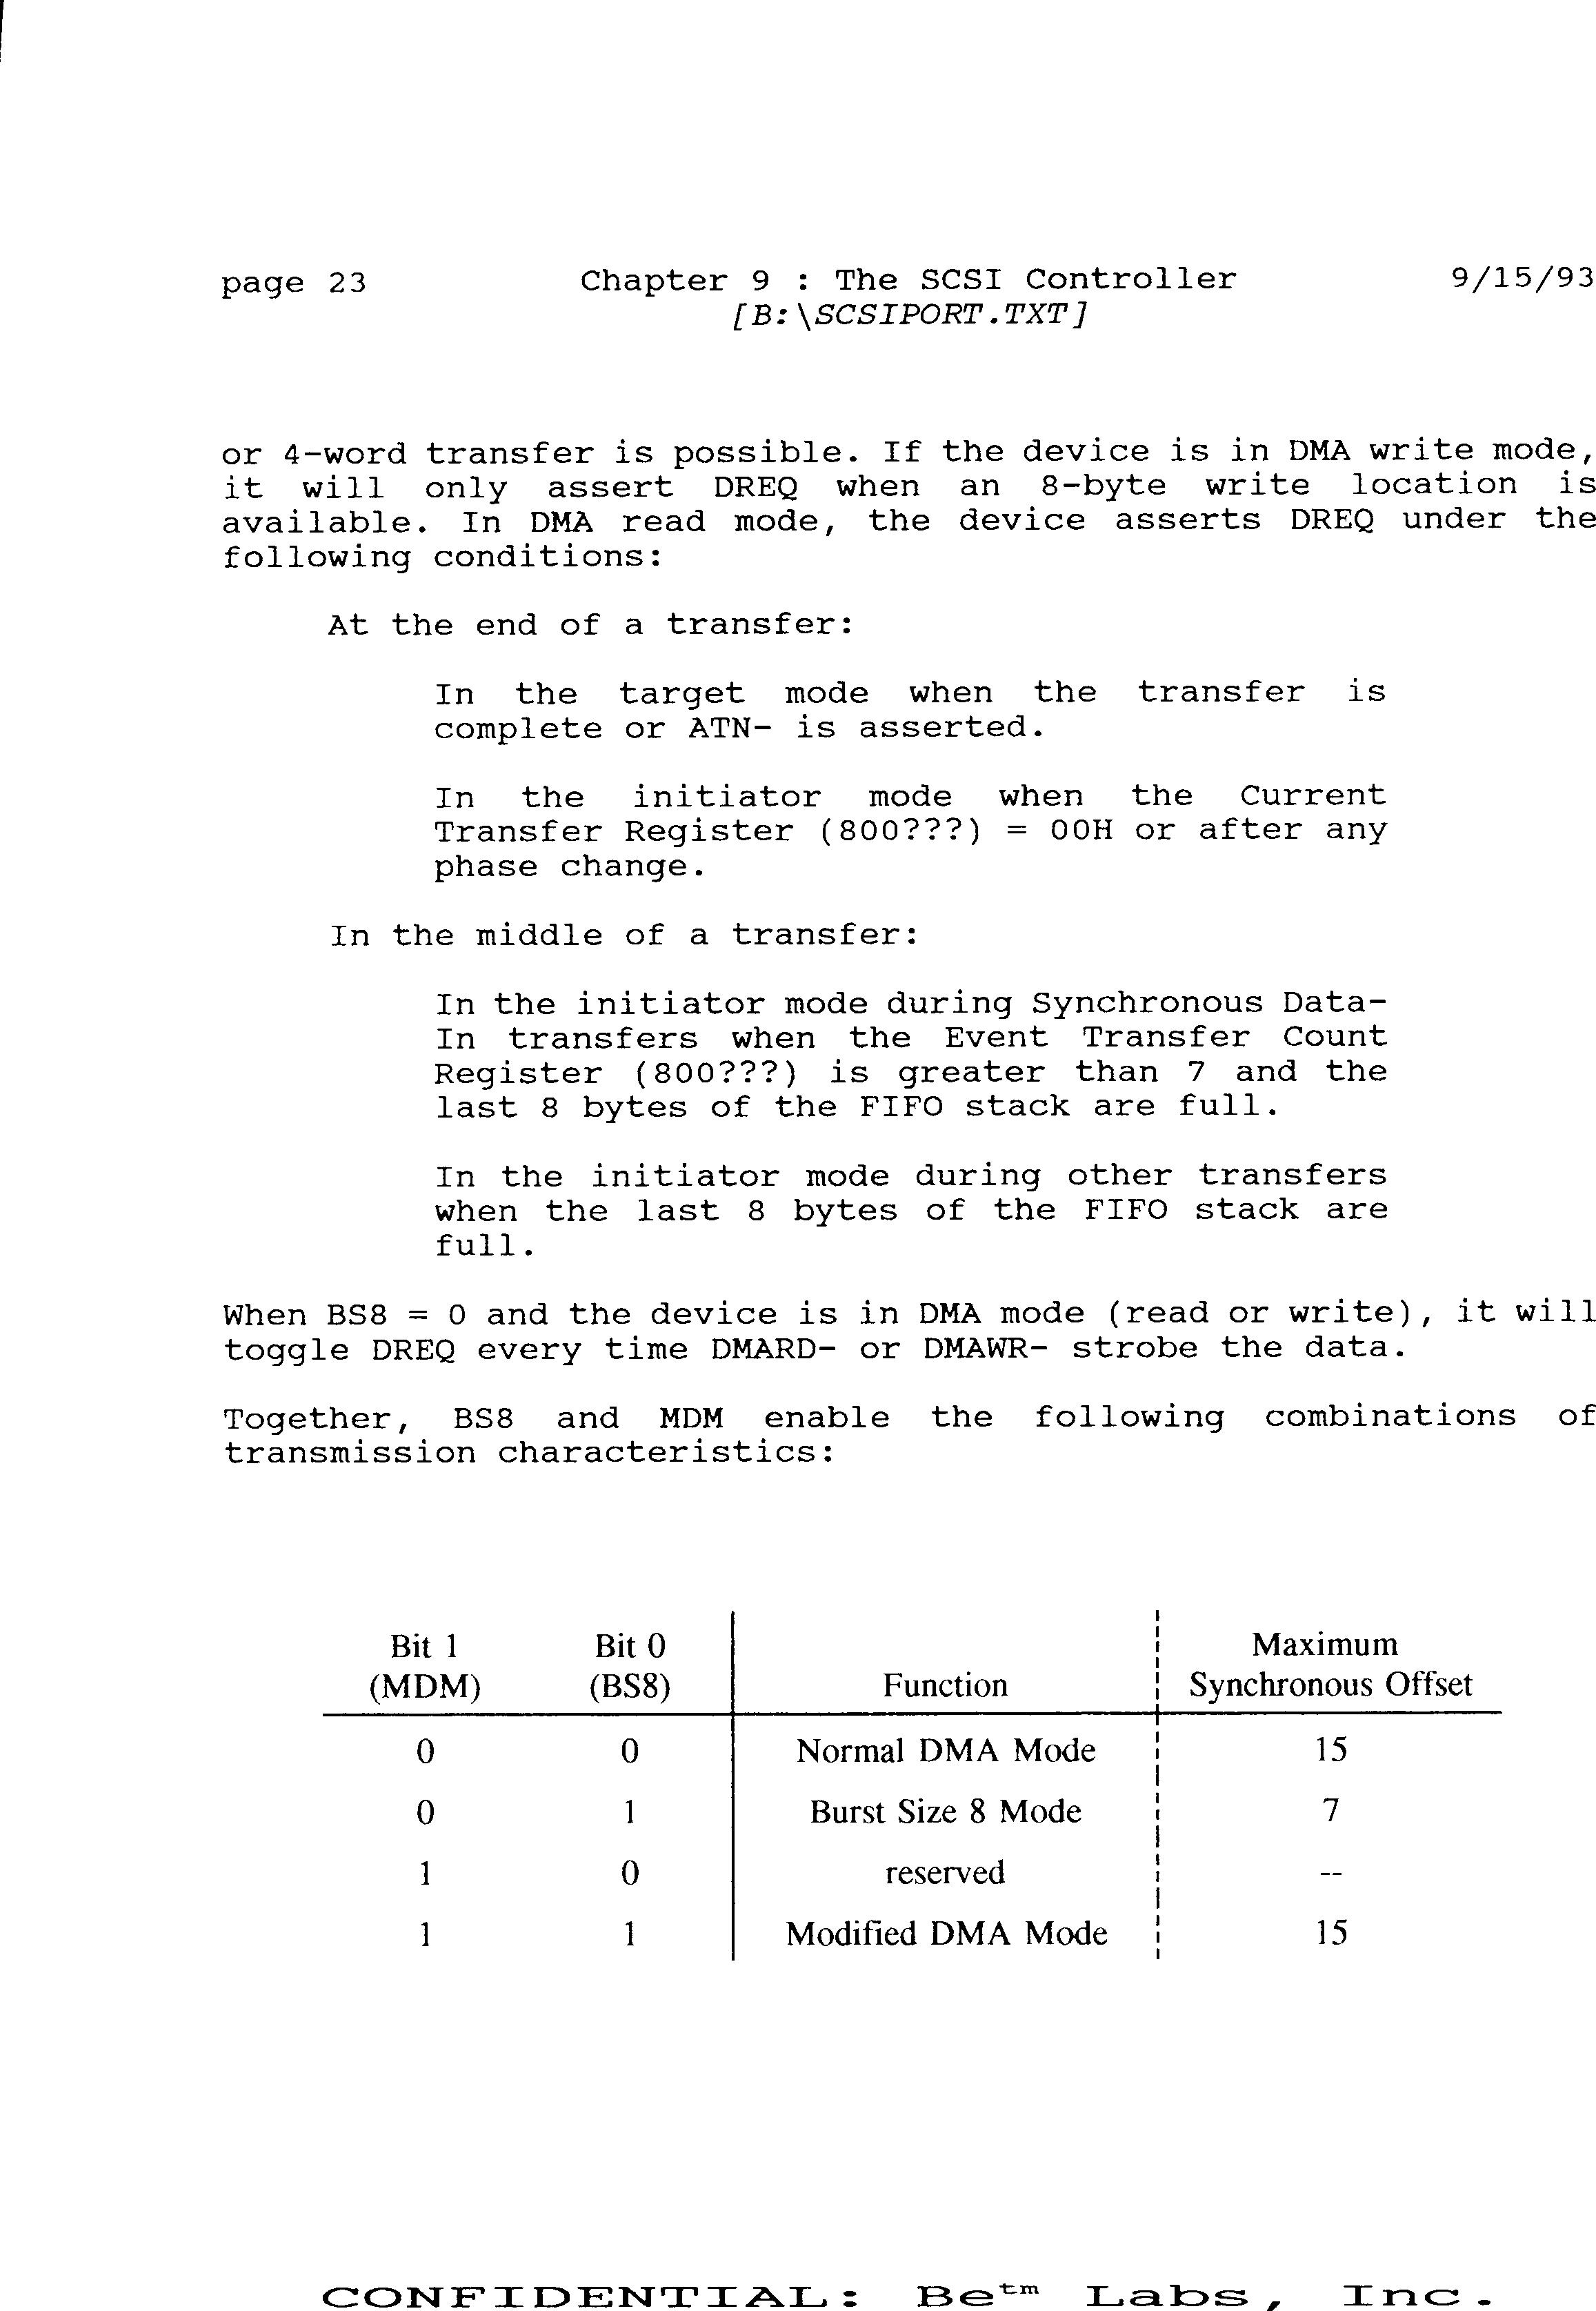 page 23 Chapter 9 : The SCSI Controller 9/15/93
[B:\SCSIPORT.TXT]
or 4-word transfer is possible. If the device is in DMA write mode,
it will only assert DREQ when an 8-byte write location is
available. In DMA read mode, the device asserts DREQ under the
following conditions:
At the end of a transfer:
In the target mode when the transfer is
complete or ATN- is asserted.
In the initiator mode when the Current
Transfer Register (800???) = 00H or after any
phase change.
In the middle of a transfer:
In the initiator mode during Synchronous Data-
In transfers when the Event Transfer Count
Register (800???) is greater than 7 and the
last 8 bytes of the FIFO stack are full.
In the initiator mode during other transfers
when the last 8 bytes of the FIFO stack are
full.
When BS8 = 0 and the device is in DMA mode (read or write), it will
toggle DREQ every time DMARD- or DMAWR- strobe the data.
Together, BS8 and MDM enable the following combinations of
transmission characteristics:
Bit 1 Bit 0 Maximum
(MDM) (BS8) Function Synchronous Offset
0 0 Normal DMA Mode 15
0 1 Burst Size 8 Mode 7
1 0 reserved --
1 1 Modified DMA Mode 15
CONFIDENTIAL: Be™ Labs, Inc.